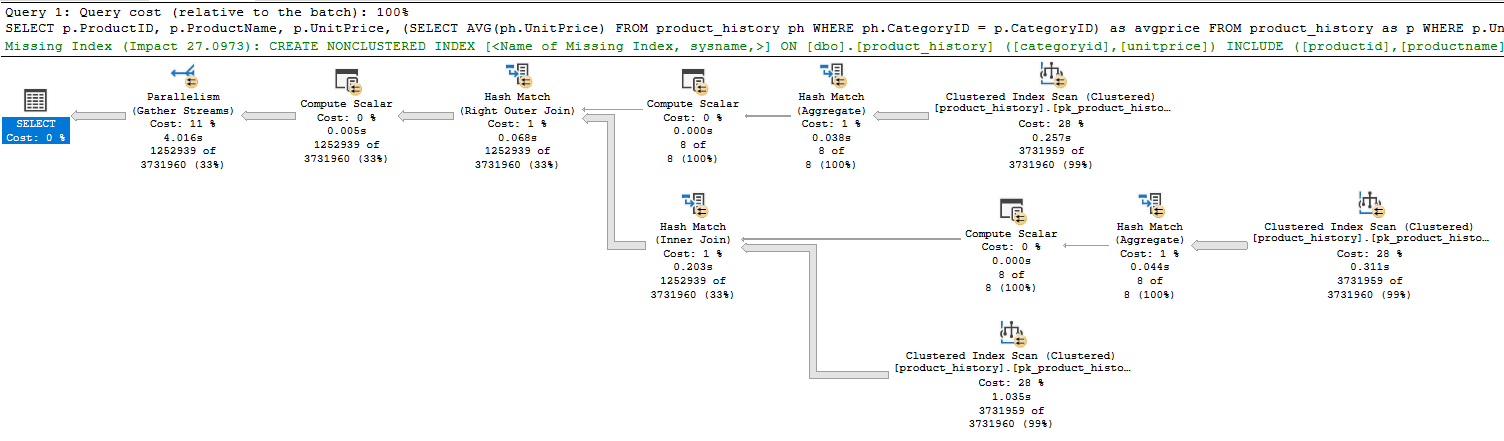 Query 1: Query cost (relative to the batch): 100%
SELECT p.ProductID, p.ProductName, p.UnitPrice, (SELECT AVG(ph.UnitPrice) FROM product_history ph WHERE ph.CategoryID = p.CategoryID) as avgprice FROM product_history as p WHERE p.Un
Missing Index (Impact 27.0973): CREATE NONCLUSTERED INDEX [<Name of Missing Index, sysname,>] ON [dbo].[product_history] ([categoryid],[unitprice]) INCLUDE ([productid],[productname]
SELECT
Cost: 0 %
Parallelism
(Gather Streams)
Cost: 11 %
4.016s
1252939 of
3731960 (33%)
Compute Scalar
Cost: 0 %
0.005s
1252939 of
3731960 (33%)
Hash Match
(Right Outer Join)
Cost: 1 %
0.068s
1252939 of
3731960 (33%)
Compute Scalar
Cost: 0 %
0.000s
8 of
8 (100%)
Hash Match
(Aggregate)
Cost: 1 %
0.038s
8 of
8 (100%)
Clustered Index Scan (Clustered)
[product_history].[pk_product_histo…
Cost: 28 %
0.257s
3731959 of
3731960 (99%)
Hash Match
(Inner Join)
Cost: 1 %
0.203s
1252939 of
3731960 (33%)
Compute Scalar
Cost: 0 %
0.000s
8 of
8 (100%)
Hash Match
(Aggregate)
Cost: 1 %
0.044s
8 of
8 (100%)
Clustered Index Scan (Clustered)
[product_history].[pk_product_histo…
Cost: 28 %
0.311s
3731959 of
3731960 (99%)
Clustered Index Scan (Clustered)
[product_history].[pk_product_histo…
Cost: 28 %
1.035s
3731959 of
3731960 (99%)